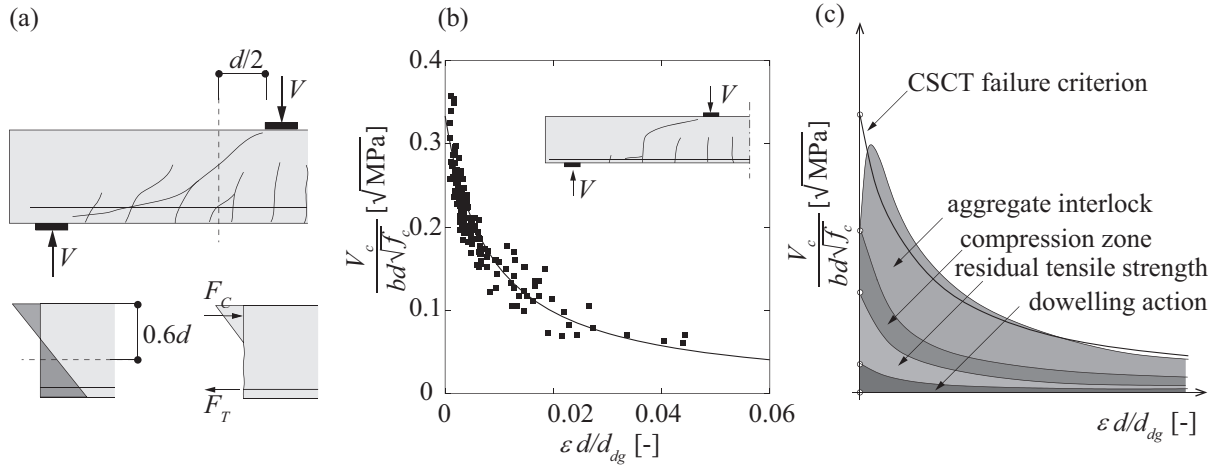 (a)
d/2
V
V
F_C
0.6d
F_T
(b)
V_c / bd√f_c [√MPa]
0.4
0.3
0.2
0.1
0
V
V
0 0.02 0.04 0.06
ε d/d_dg [-]
(c)
CSCT failure criterion
V_c / bd√f_c [√MPa]
aggregate interlock
compression zone
residual tensile strength
dowelling action
ε d/d_dg [-]